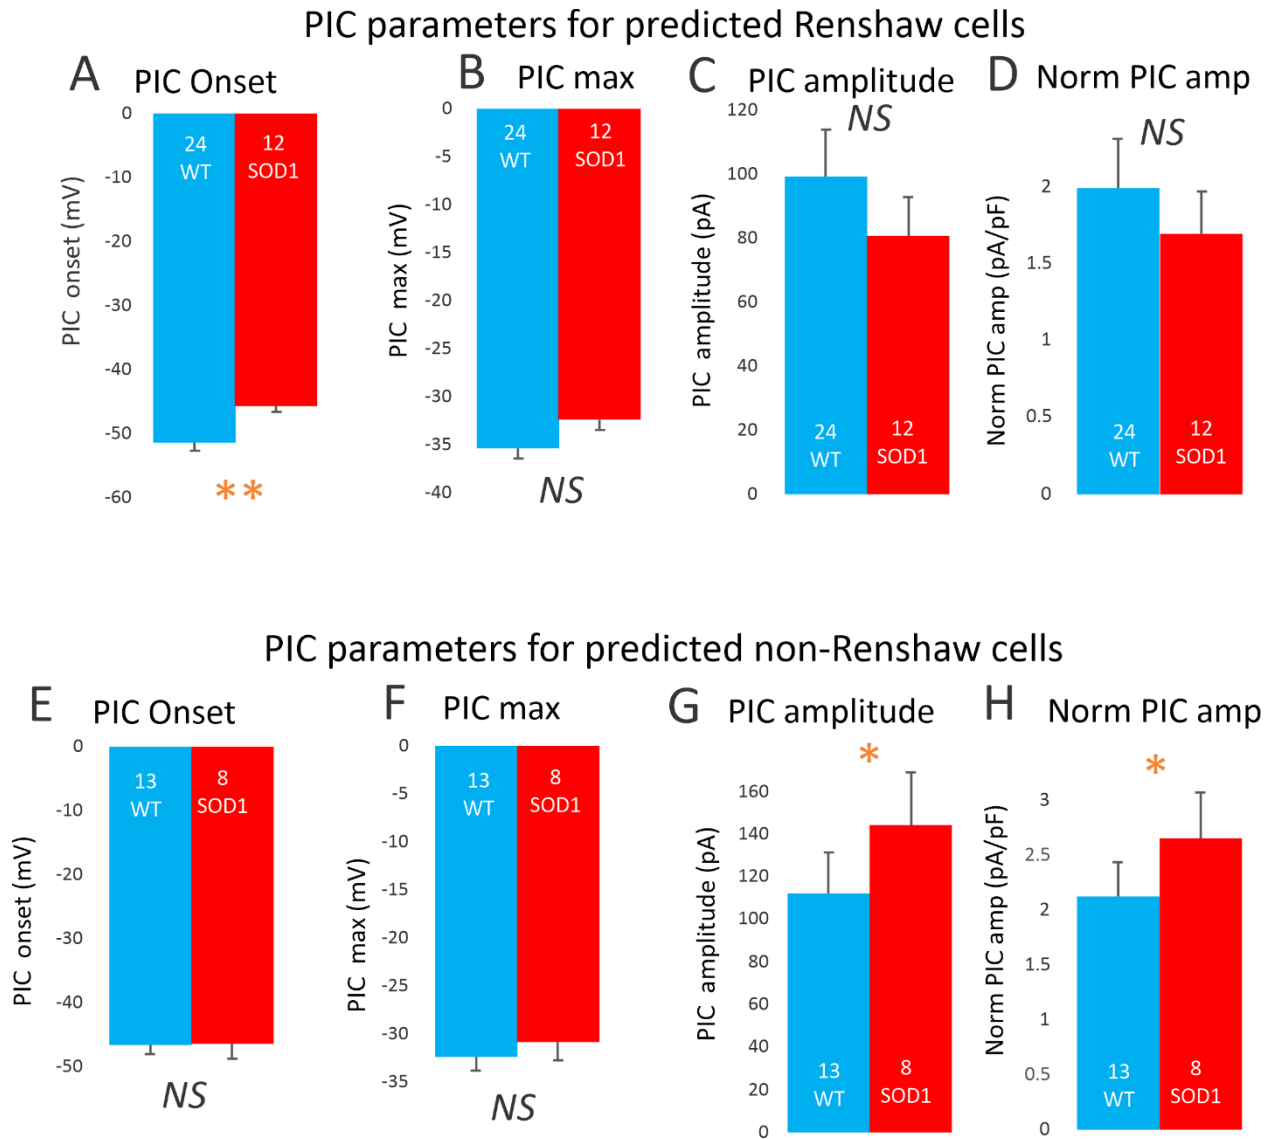 PIC parameters for predicted Renshaw cells
A PIC Onset
PIC onset (mV)
-0
-10
-20
-30
-40
-50
-60
24
WT
12
SOD1
**
B PIC max
PIC max (mV)
0
-5
-10
-15
-20
-25
-30
-35
-40
24
WT
12
SOD1
NS
C PIC amplitude
NS
PIC amplitude (pA)
120
100
80
60
40
20
0
24
WT
12
SOD1
D Norm PIC amp
NS
Norm PIC amp (pA/pF)
2
1.5
1
0.5
0
24
WT
12
SOD1
PIC parameters for predicted non-Renshaw cells
E PIC Onset
PIC onset (mV)
0
-10
-20
-30
-40
-50
13
WT
8
SOD1
NS
F PIC max
PIC max (mV)
0
-5
-10
-15
-20
-25
-30
-35
13
WT
8
SOD1
NS
G PIC amplitude
*
PIC amplitude (pA)
160
140
120
100
80
60
40
20
0
13
WT
8
SOD1
H Norm PIC amp
*
Norm PIC amp (pA/pF)
3
2.5
2
1.5
1
0.5
0
13
WT
8
SOD1